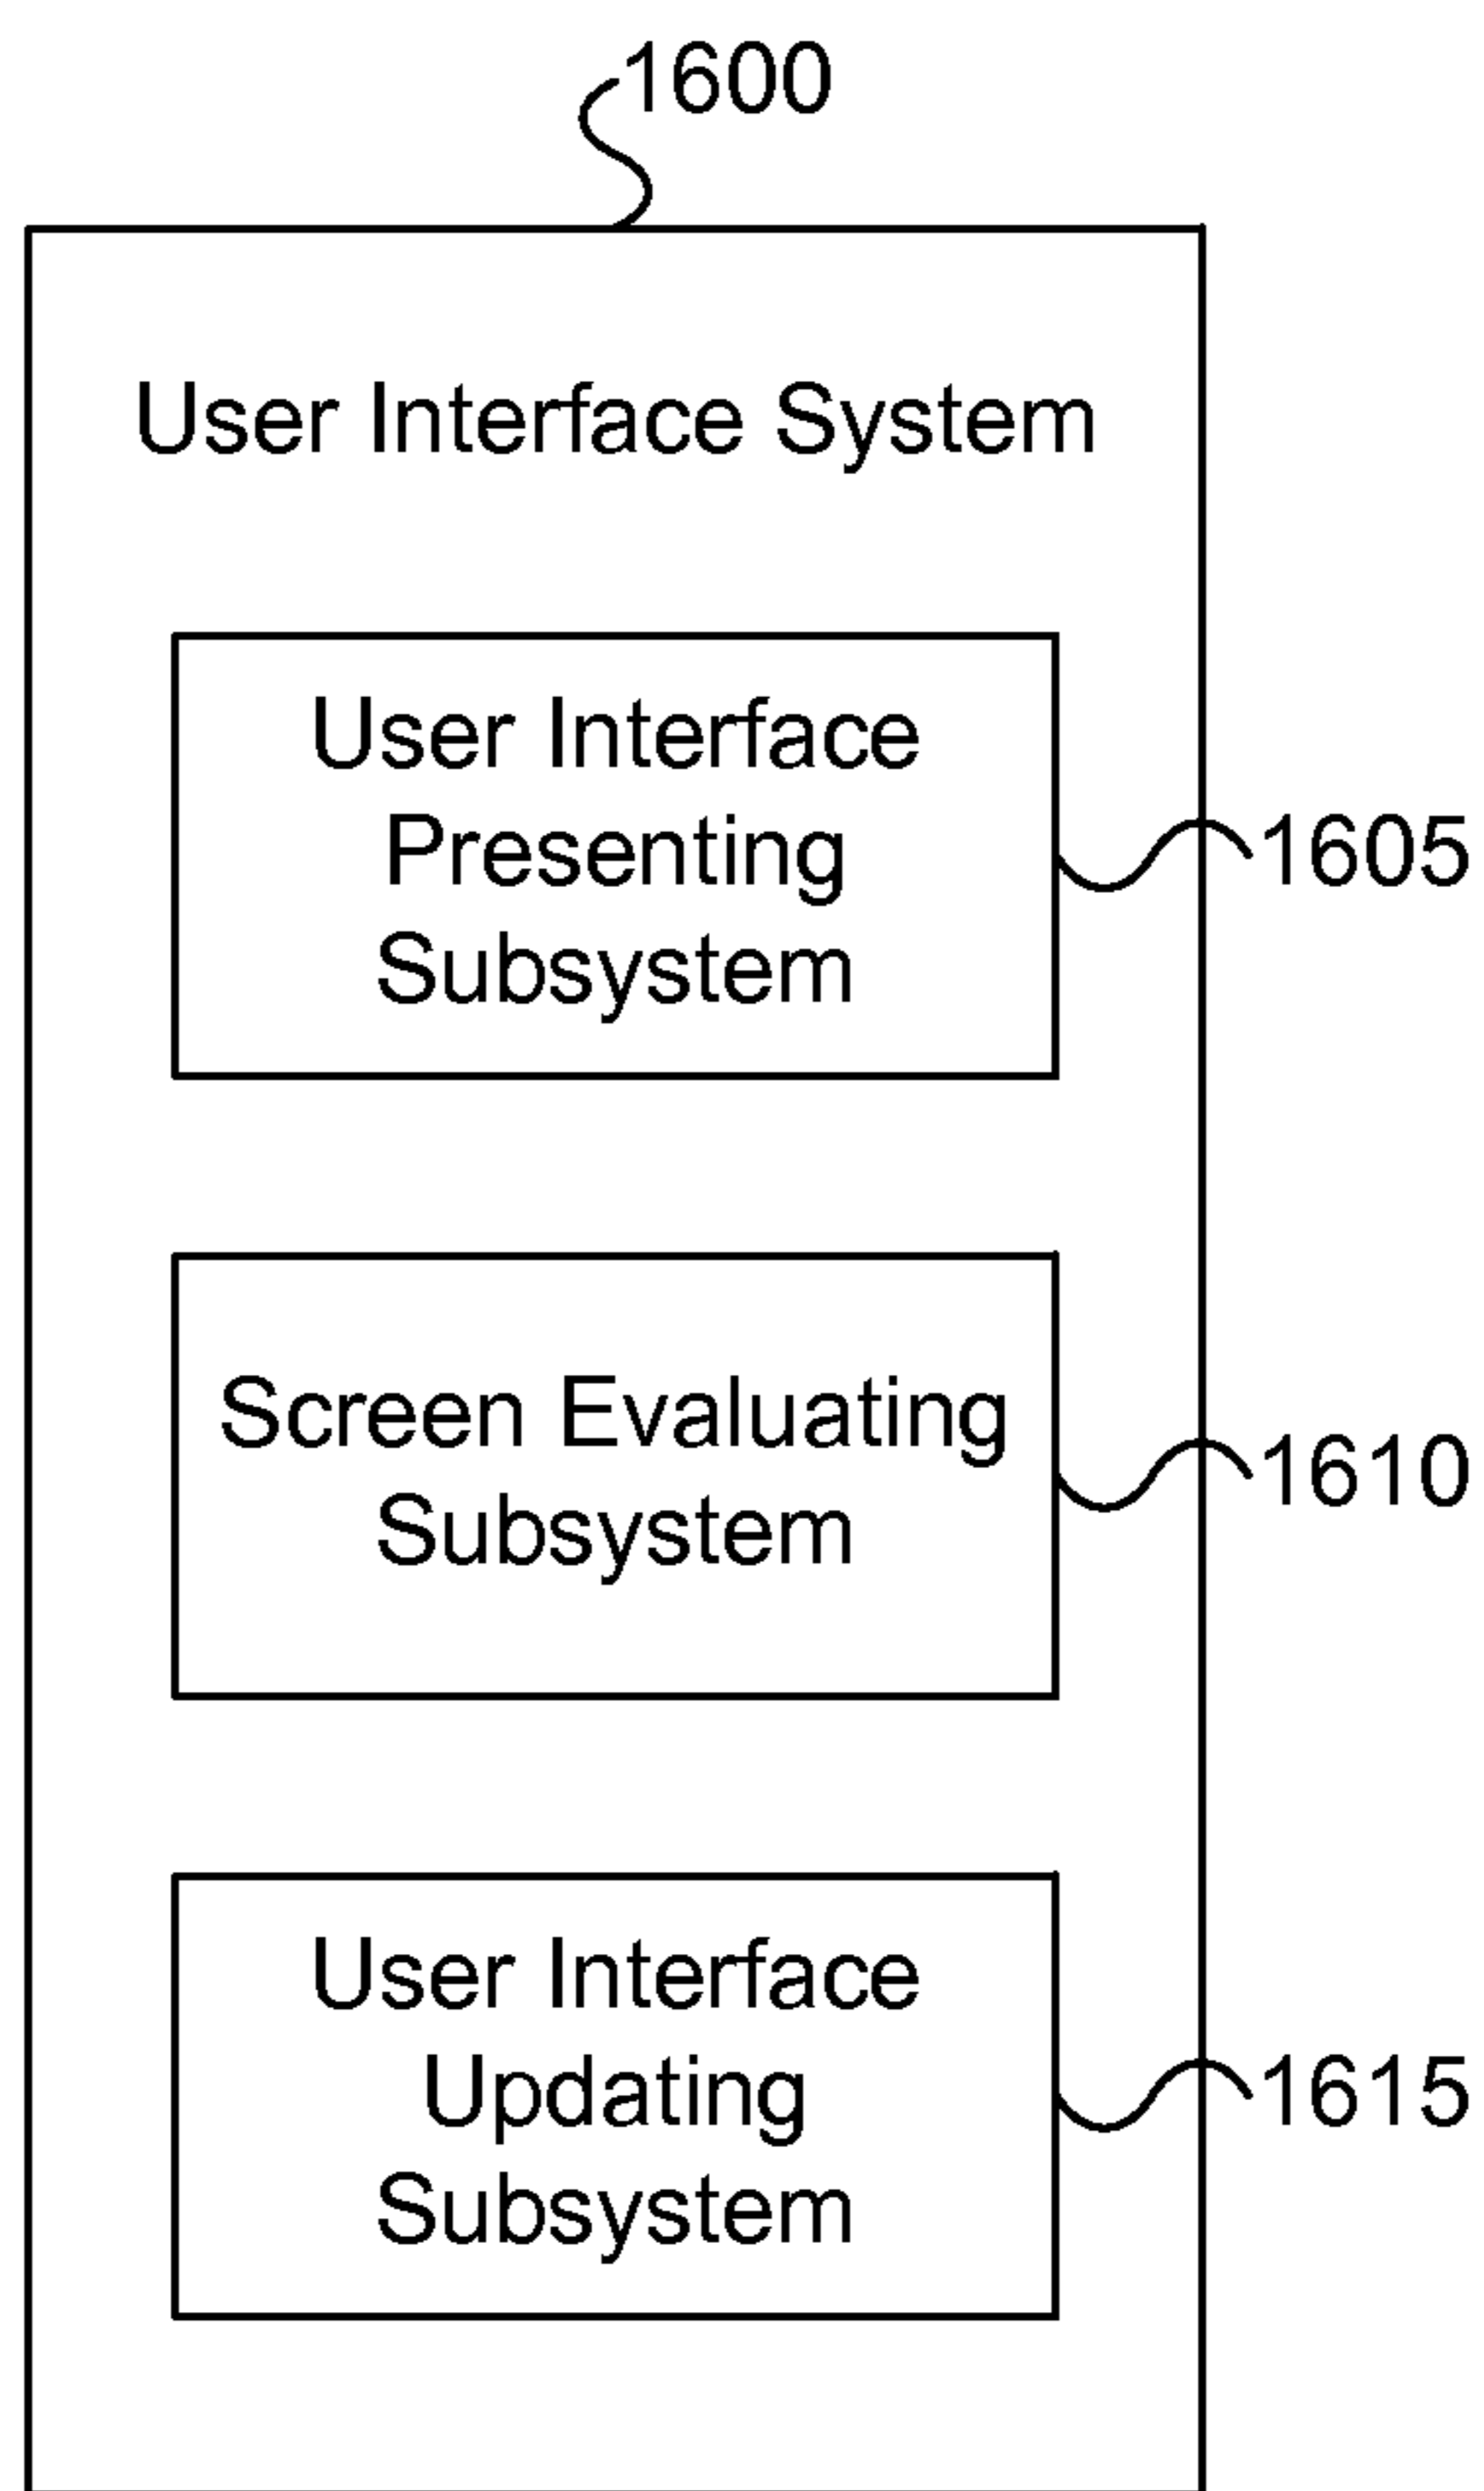 1600
User Interface System
User Interface
Presenting
Subsystem
1605
Screen Evaluating
Subsystem
1610
User Interface
Updating
Subsystem
1615